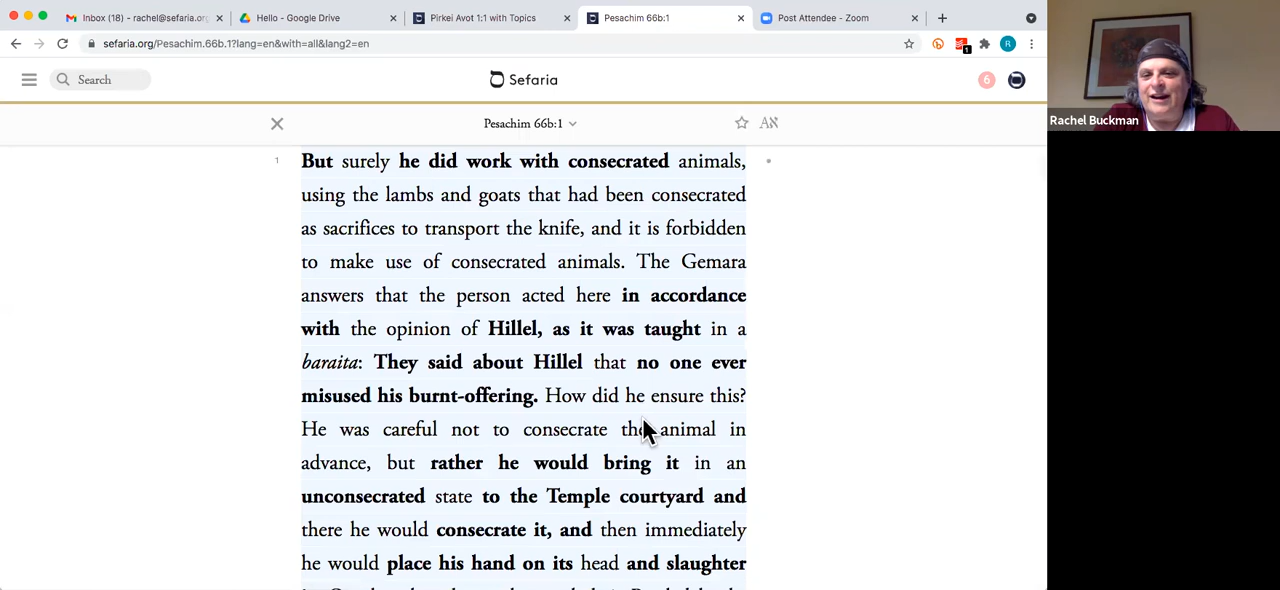 Inbox (18) - rachel@sefaria.org
Hello - Google Drive
Pirkei Avot 1:1 with Topics
Pesachim 66b:1
Post Attendee - Zoom
sefaria.org/Pesachim.66b.1?lang=en&with=all&lang2=en
1
R
Search
Sefaria
6
Rachel Buckman
Pesachim 66b:1
Aא
1
But surely he did work with consecrated animals,
using the lambs and goats that had been consecrated
as sacrifices to transport the knife, and it is forbidden
to make use of consecrated animals. The Gemara
answers that the person acted here in accordance
with the opinion of Hillel, as it was taught in a
baraita: They said about Hillel that no one ever
misused his burnt-offering. How did he ensure this?
He was careful not to consecrate the animal in
advance, but rather he would bring it in an
unconsecrated state to the Temple courtyard and
there he would consecrate it, and then immediately
he would place his hand on its head and slaughter